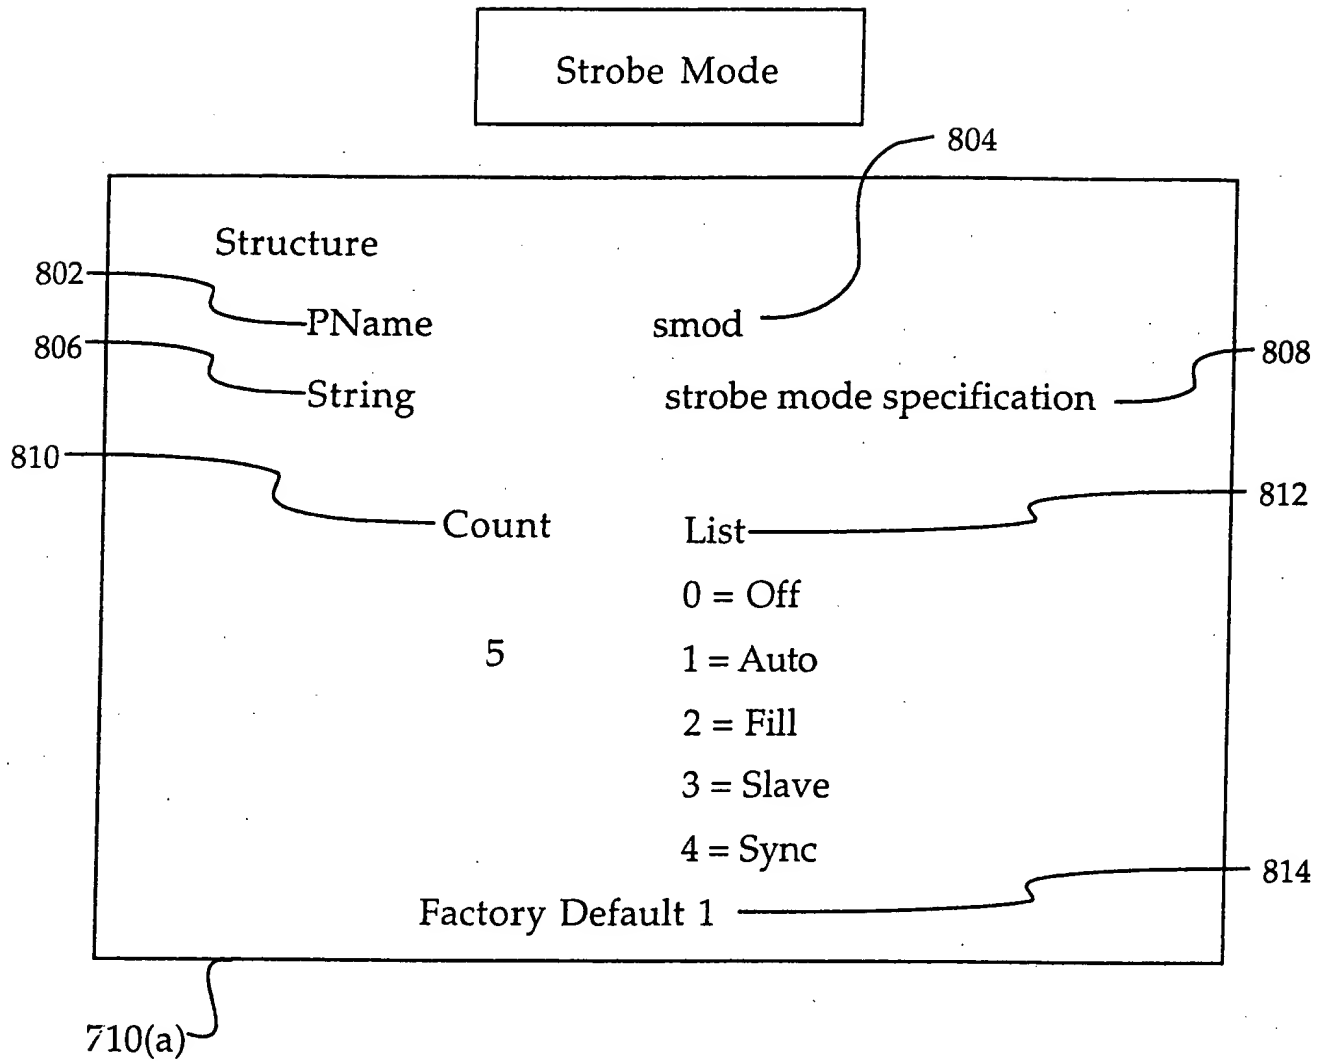 Strobe Mode
804
Structure
802
PName smod
806
808
String strobe mode specification
810
812
Count List
0 = Off
5
1 = Auto
2 = Fill
3 = Slave
4 = Sync
814
Factory Default 1
710(a)